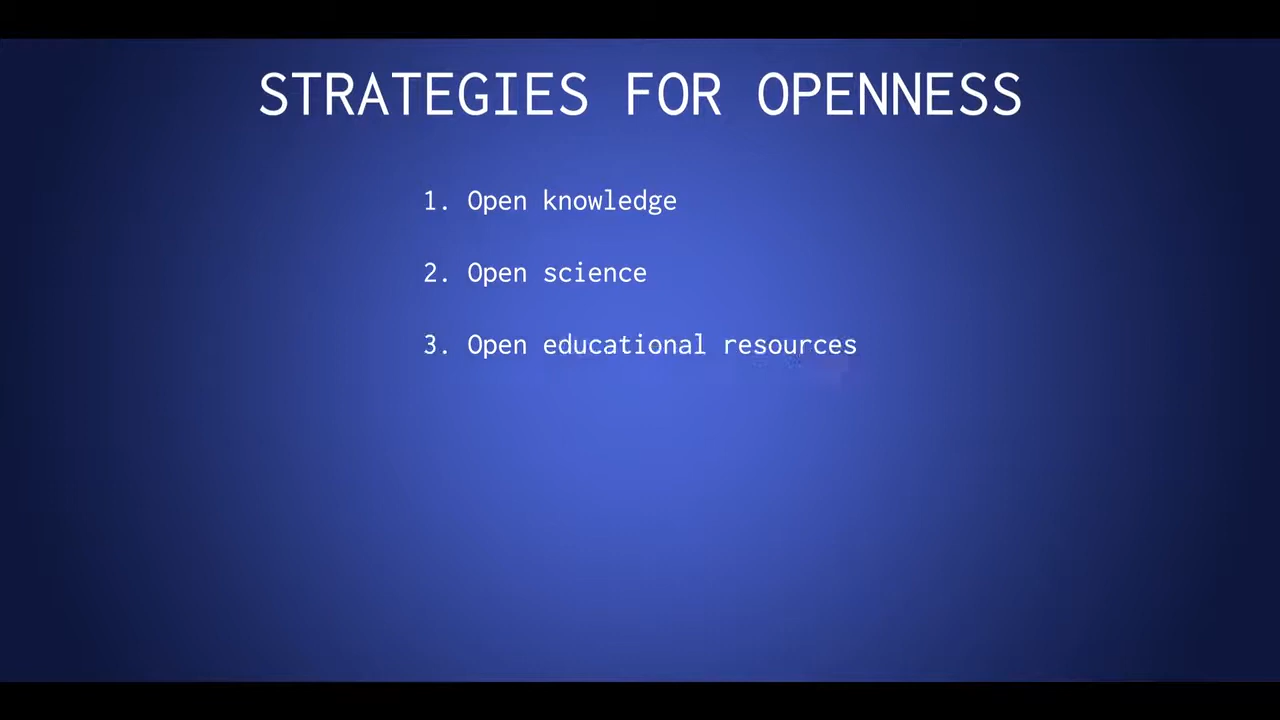 STRATEGIES FOR OPENNESS
1. Open knowledge
2. Open science
3. Open educational resources